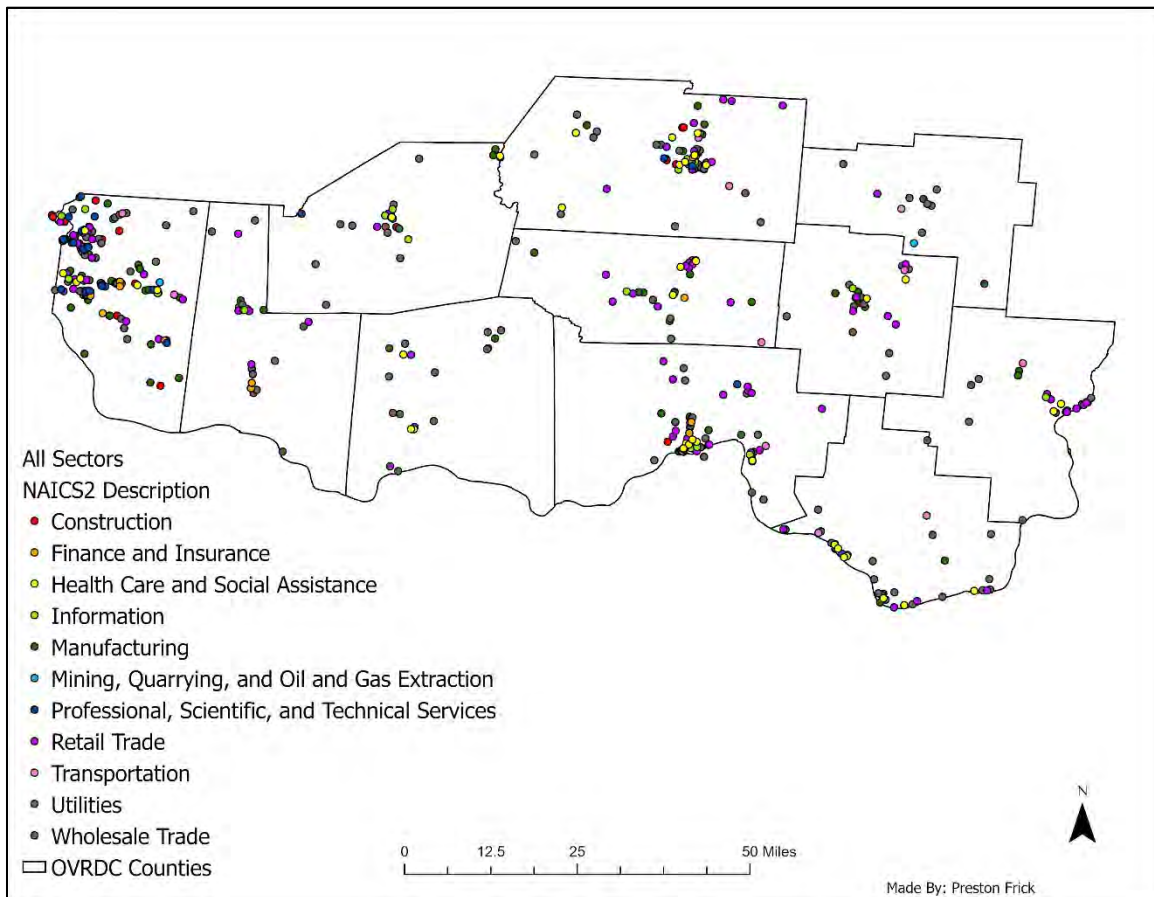 All Sectors
NAICS2 Description
Construction
Finance and Insurance
Health Care and Social Assistance
Information
Manufacturing
Mining, Quarrying, and Oil and Gas Extraction
Professional, Scientific, and Technical Services
Retail Trade
Transportation
Utilities
Wholesale Trade
OVRDC Counties
0 12.5 25 50 Miles
N
Made By: Preston Frick